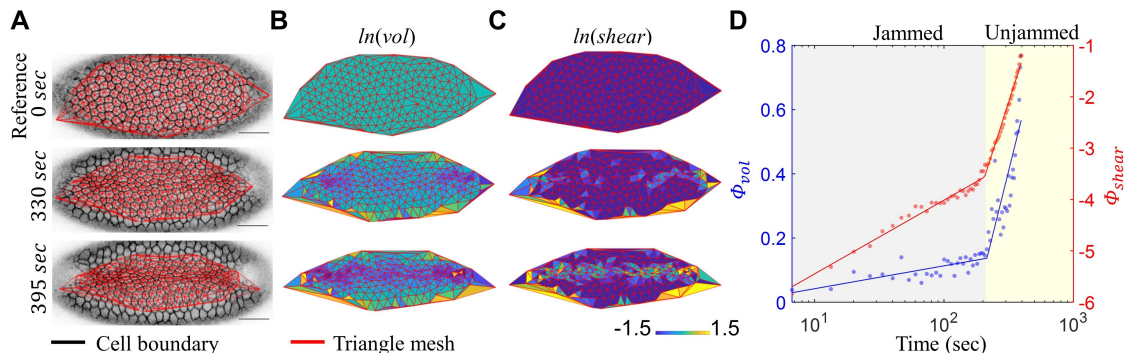 A
B
C
D
ln(vol)
ln(shear)
Jammed
Unjammed
Reference
0 sec
330 sec
395 sec
0.8
0.6
0.4
0.2
0
Φvol
-1
-2
-3
-4
-5
-6
Φshear
10¹
10²
10³
Time (sec)
-1.5
1.5
Cell boundary
Triangle mesh